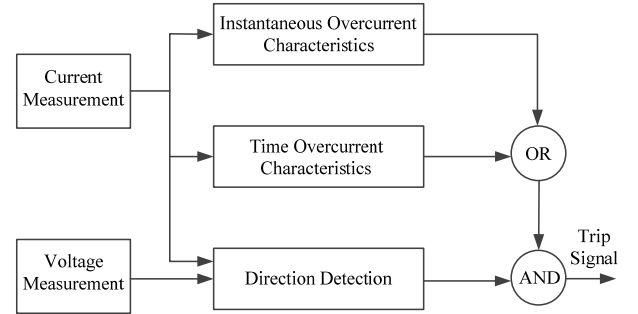 Instantaneous Overcurrent
Characteristics
Current
Measurement
Time Overcurrent
Characteristics
OR
Voltage
Measurement
Direction Detection
AND
Trip
Signal